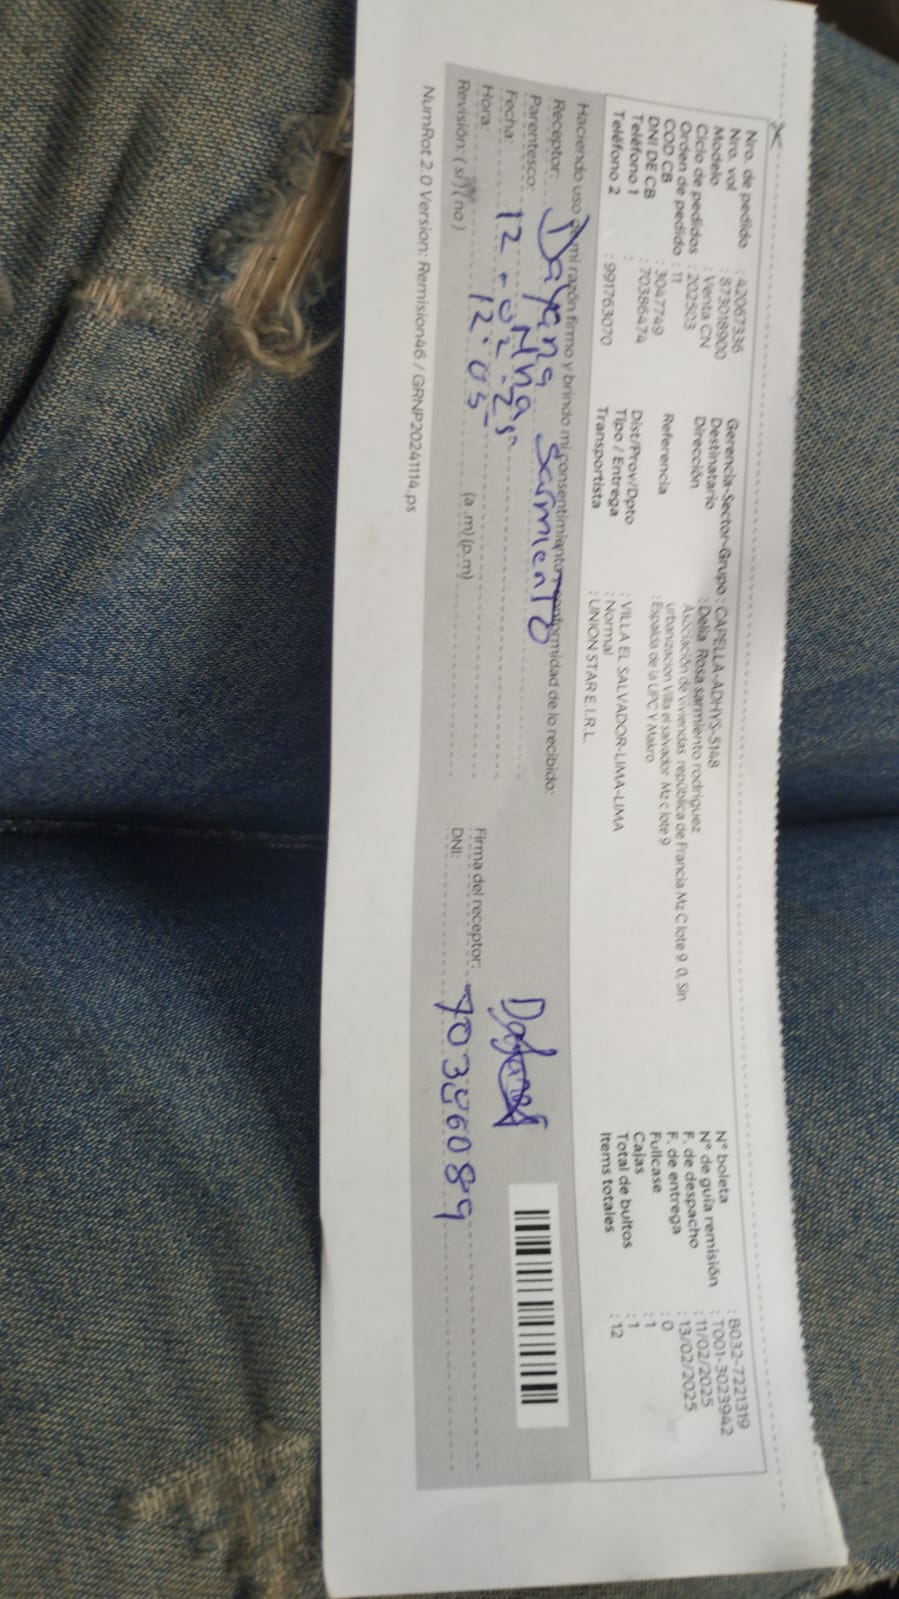 Nro. de pedido : 42067336
Nro. vol : 873018900
Modelo : Venta CN
Ciclo de pedidos : 202503
Orden de pedido : 11
COD CB : 3047749
DNI DE CB : 70386474
Teléfono 1 :
Teléfono 2 : 991763070
Gerencia-Sector-Grupo : CAPELLA-ADHYS-5148
Destinatario : Delia Rosa sarmiento rodriguez
Dirección : Asociación de Viviendas república de Francia Mz C lote 9 0, Sin
urbanizacion Villa el salvador Mz c lote 9
Referencia : Espalda de la UPC Y Makro
Dist/Prov/Dpto : VILLA EL SALVADOR-LIMA-LIMA
Tipo / Entrega : Normal
Transportista : UNION STAR E.I.R.L.
N° boleta : B032-7221319
N° de guía remisión : T001-3023942
F. de despacho : 11/02/2025
F. de entrega : 13/02/2025
Fullcase : 0
Cajas : 1
Total de bultos : 1
Items totales : 12
Haciendo uso de mi razón firmo y brindo mi consentimiento conformidad de lo recibido:
Receptor: Dayana Sarmiento
Parentesco:
Fecha: 12-02-25
Hora: 12:05 (a .m) (p.m)
Revisión: ( si ) ( no )
Firma del receptor:
DNI: 70386089
NumRot 2.0 Version: Remision46 / GRNP20241114.ps